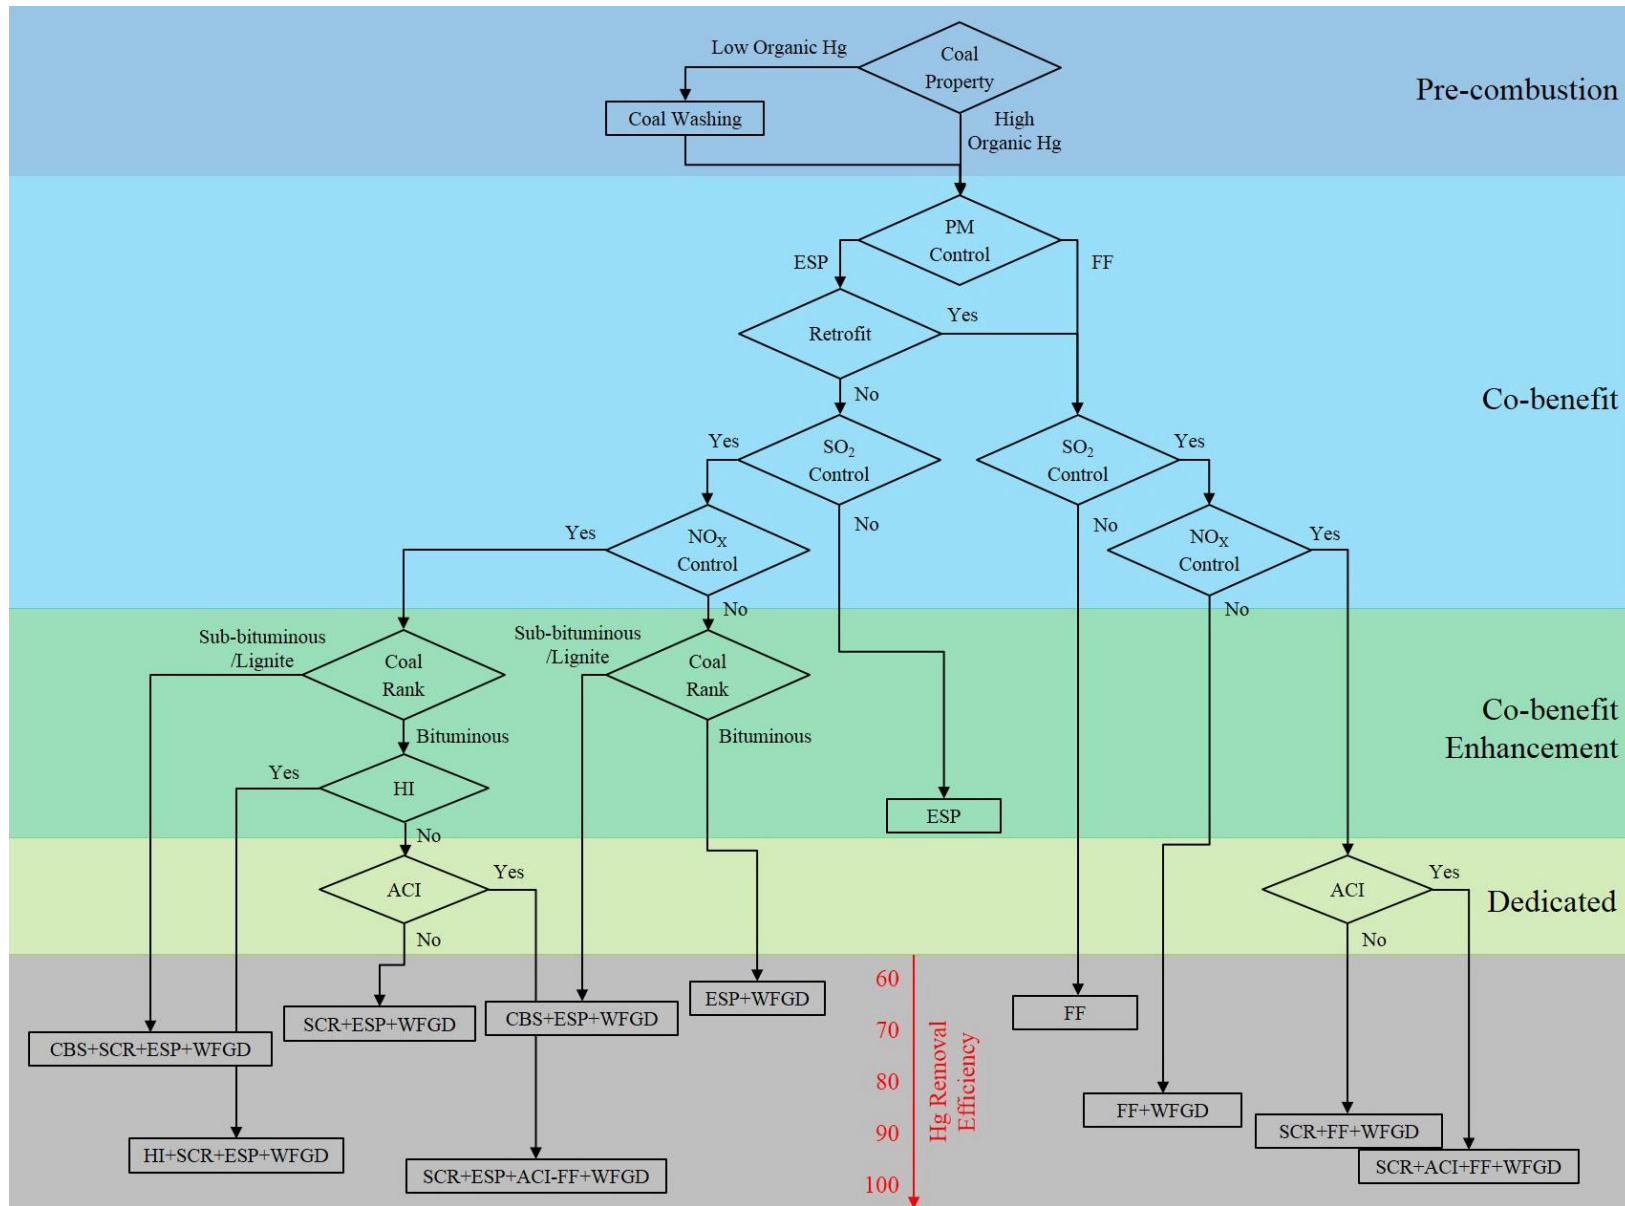 Low Organic Hg
Coal
Property
Pre-combustion
Coal Washing
High
Organic Hg
PM
Control
ESP
FF
Retrofit
Yes
No
Co-benefit
Yes
SO2
Control
SO2
Control
Yes
No
No
Yes
NOX
Control
NOX
Control
Yes
No
No
Sub-bituminous
/Lignite
Coal
Rank
Sub-bituminous
/Lignite
Coal
Rank
Bituminous
Bituminous
Co-benefit
Enhancement
Yes
HI
No
ESP
ACI
Yes
No
ACI
Yes
No
Dedicated
60
70
80
90
100
Hg Removal
Efficiency
ESP+WFGD
FF
CBS+ESP+WFGD
SCR+ESP+WFGD
CBS+SCR+ESP+WFGD
FF+WFGD
SCR+FF+WFGD
HI+SCR+ESP+WFGD
SCR+ESP+ACI-FF+WFGD
SCR+ACI+FF+WFGD